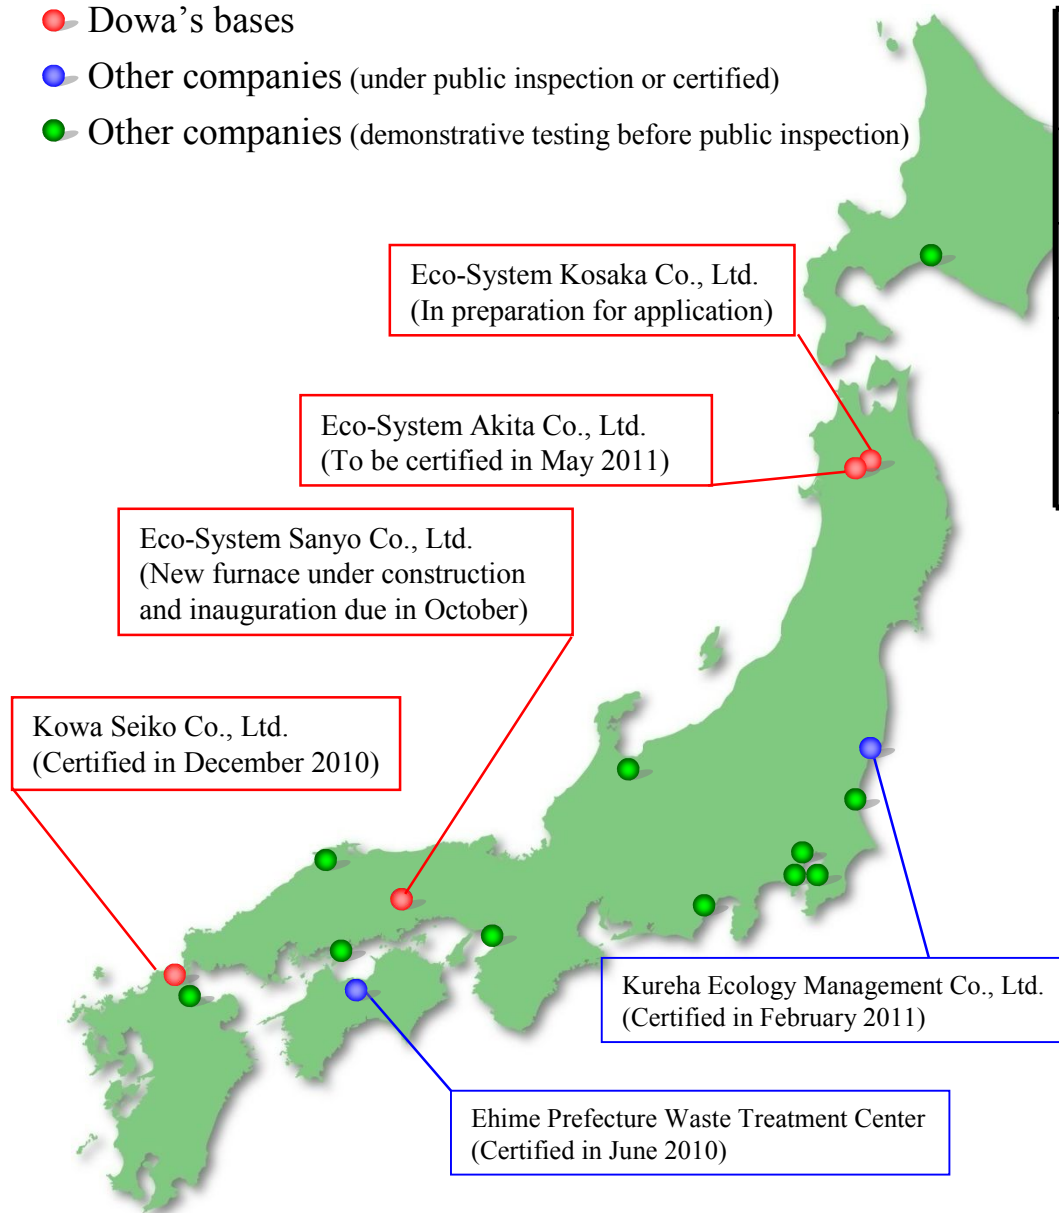 Dowa's bases
Other companies (under public inspection or certified)
Other companies (demonstrative testing before public inspection)
Eco-System Kosaka Co., Ltd.
(In preparation for application)
Eco-System Akita Co., Ltd.
(To be certified in May 2011)
Eco-System Sanyo Co., Ltd.
(New furnace under construction
and inauguration due in October)
Kowa Seiko Co., Ltd.
(Certified in December 2010)
Kureha Ecology Management Co., Ltd.
(Certified in February 2011)
Ehime Prefecture Waste Treatment Center
(Certified in June 2010)